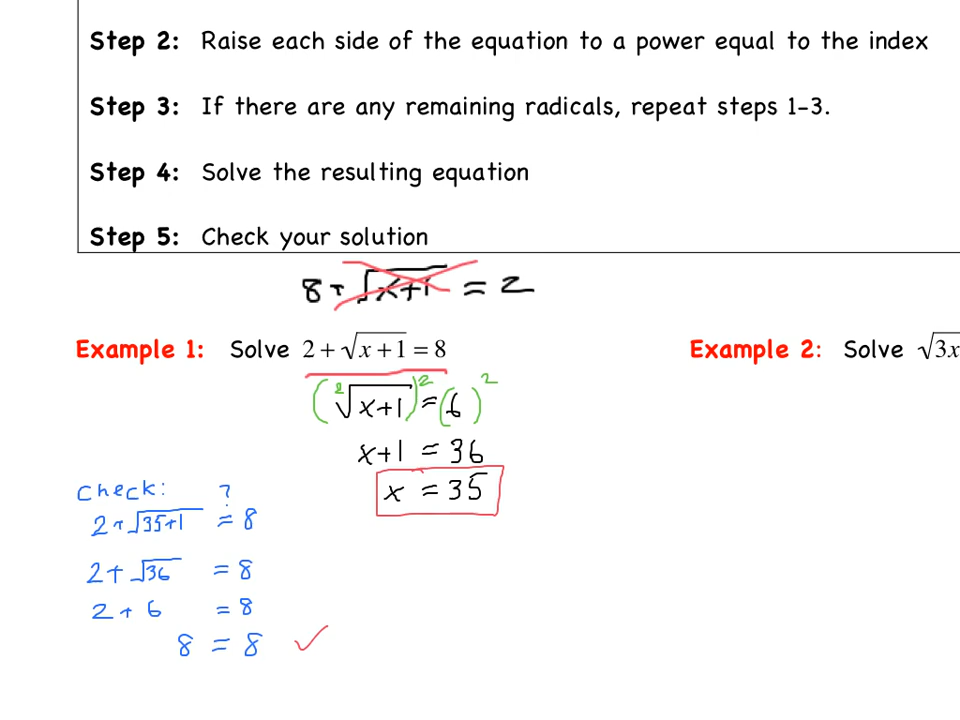 Step 2: Raise each side of the equation to a power equal to the index
Step 3: If there are any remaining radicals, repeat steps 1-3.
Step 4: Solve the resulting equation
Step 5: Check your solution
8 + √x+1 = 2
Example 1: Solve 2 + √x + 1 = 8
Example 2: Solve √3x
(²√x+1)² = (6)²
x+1 = 36
x = 35
Check: ?
2 + √35+1 = 8
2 + √36 = 8
2 + 6 = 8
8 = 8 ✓